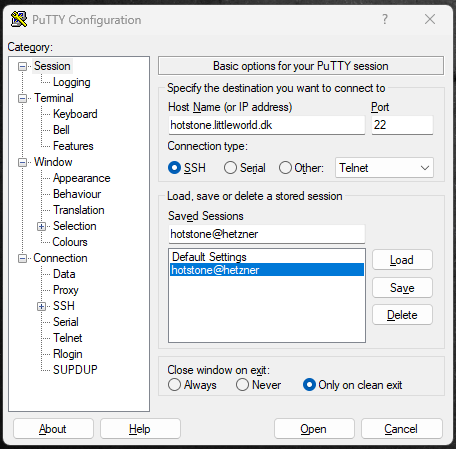 PuTTY Configuration
?
Category:
Session
Logging
Terminal
Keyboard
Bell
Features
Window
Appearance
Behaviour
Translation
Selection
Colours
Connection
Data
Proxy
SSH
Serial
Telnet
Rlogin
SUPDUP
Basic options for your PuTTY session
Specify the destination you want to connect to
Host Name (or IP address) Port
hotstone.littleworld.dk 22
Connection type:
SSH Serial Other: Telnet
Load, save or delete a stored session
Saved Sessions
hotstone@hetzner
Default Settings
hotstone@hetzner
Load
Save
Delete
Close window on exit:
Always Never Only on clean exit
About Help Open Cancel